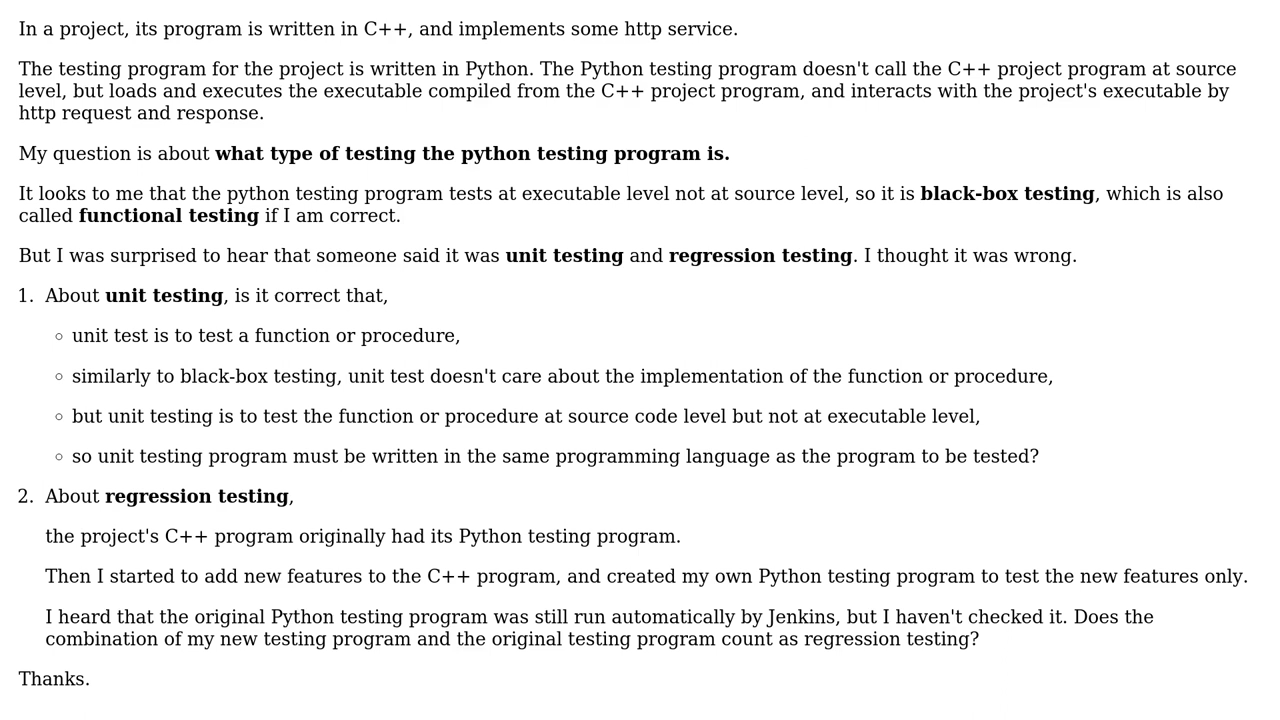 In a project, its program is written in C++, and implements some http service.
The testing program for the project is written in Python. The Python testing program doesn't call the C++ project program at source
level, but loads and executes the executable compiled from the C++ project program, and interacts with the project's executable by
http request and response.
My question is about what type of testing the python testing program is.
It looks to me that the python testing program tests at executable level not at source level, so it is black-box testing, which is also
called functional testing if I am correct.
But I was surprised to hear that someone said it was unit testing and regression testing. I thought it was wrong.
1. About unit testing, is it correct that,
◦ unit test is to test a function or procedure,
◦ similarly to black-box testing, unit test doesn't care about the implementation of the function or procedure,
◦ but unit testing is to test the function or procedure at source code level but not at executable level,
◦ so unit testing program must be written in the same programming language as the program to be tested?
2. About regression testing,
the project's C++ program originally had its Python testing program.
Then I started to add new features to the C++ program, and created my own Python testing program to test the new features only.
I heard that the original Python testing program was still run automatically by Jenkins, but I haven't checked it. Does the
combination of my new testing program and the original testing program count as regression testing?
Thanks.